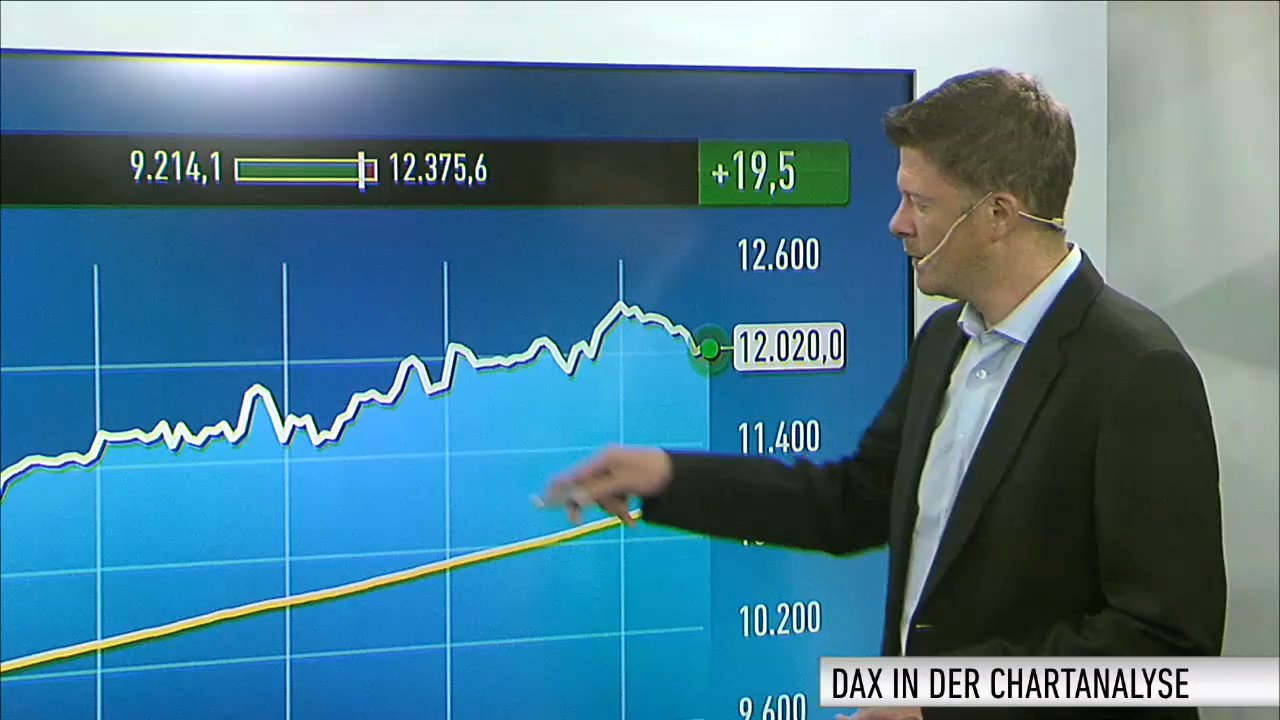 9.214,1 12.375,6 +19,5
12.600
12.020,0
11.400
10.200
9.600
DAX IN DER CHARTANALYSE